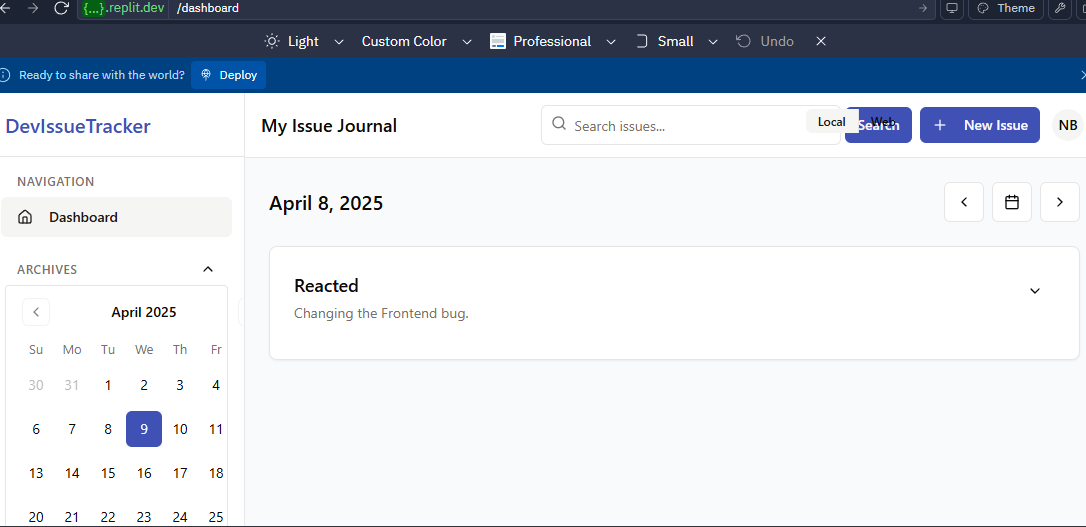 {...}.replit.dev /dashboard Theme
Light Custom Color Professional Small Undo
Ready to share with the world? Deploy
DevIssueTracker
My Issue Journal
Search issues...
Local Web
Search
New Issue
NB
NAVIGATION
Dashboard
ARCHIVES
April 2025
Su Mo Tu We Th Fr
30 31 1 2 3 4
6 7 8 9 10 11
13 14 15 16 17 18
20 21 22 23 24 25
April 8, 2025
Reacted
Changing the Frontend bug.